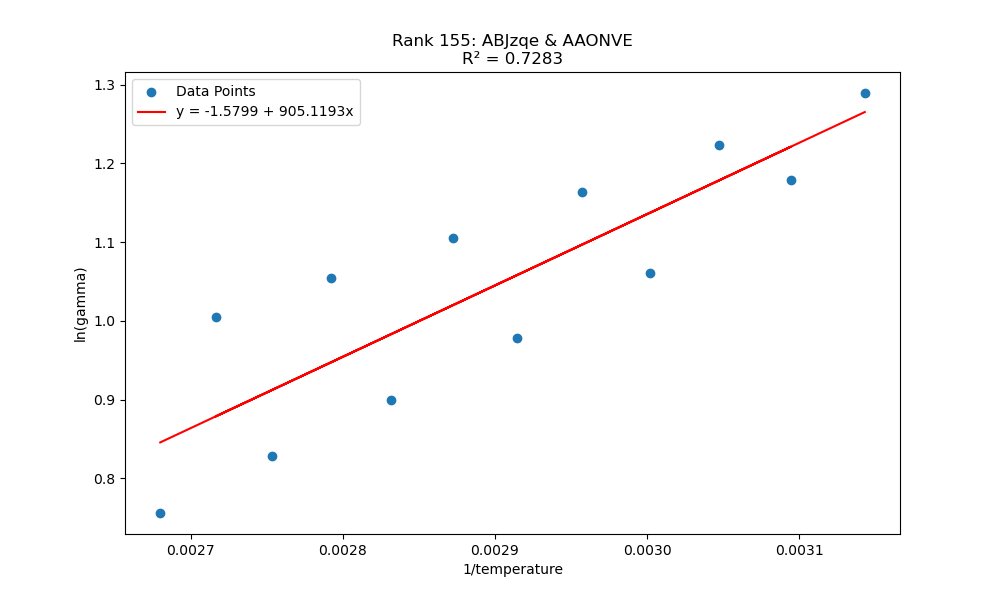 Rank 155: ABJzqe & AAONVE
R² = 0.7283
Data Points
y = -1.5799 + 905.1193x
1.3
1.2
1.1
1.0
0.9
0.8
ln(gamma)
0.0027 0.0028 0.0029 0.0030 0.0031
1/temperature